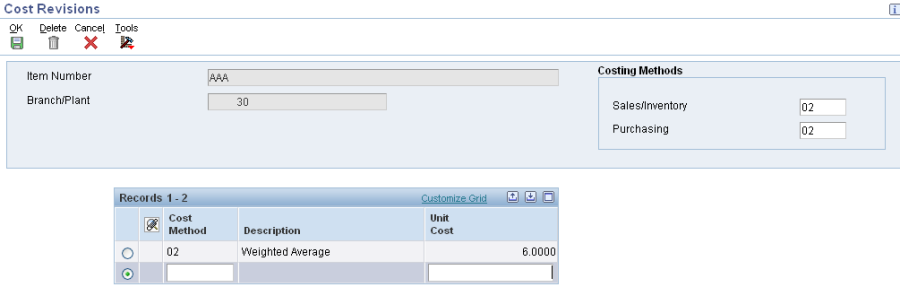 Cost Revisions
OK Delete Cancel Tools
Item Number AAA
Branch/Plant 30
Costing Methods
Sales/Inventory 02
Purchasing 02
Records 1 - 2 Customize Grid
Cost Method Description Unit Cost
02 Weighted Average 6.0000